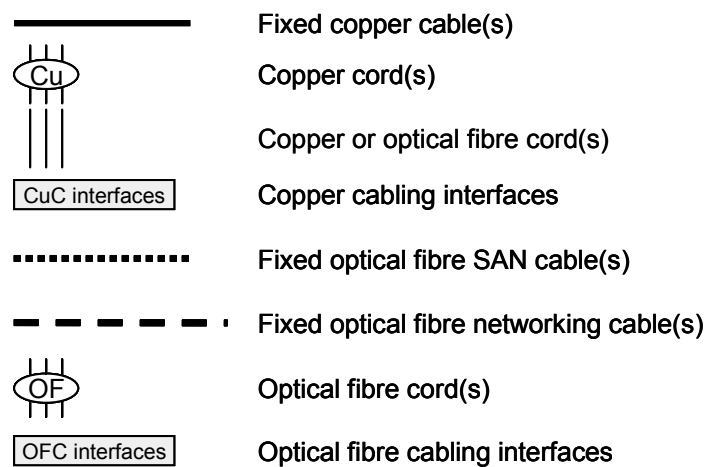 Fixed copper cable(s)
Cu Copper cord(s)
Copper or optical fibre cord(s)
CuC interfaces Copper cabling interfaces
Fixed optical fibre SAN cable(s)
Fixed optical fibre networking cable(s)
OF Optical fibre cord(s)
OFC interfaces Optical fibre cabling interfaces